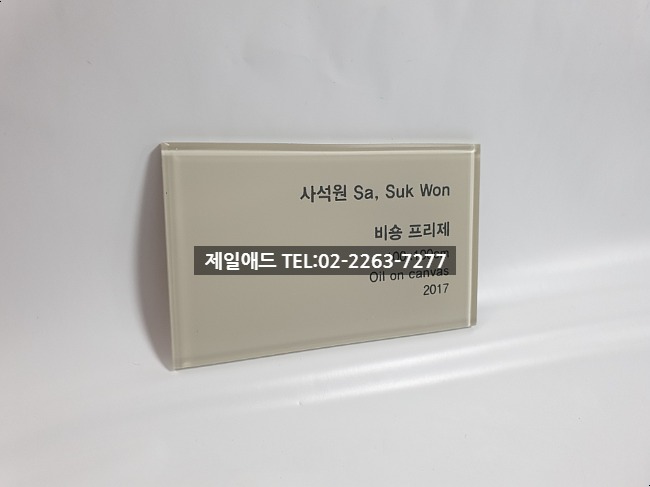 사석원 Sa, Suk Won
비숑 프리제
제일애드 TEL:02-2263-7277
Oil on canvas
2017